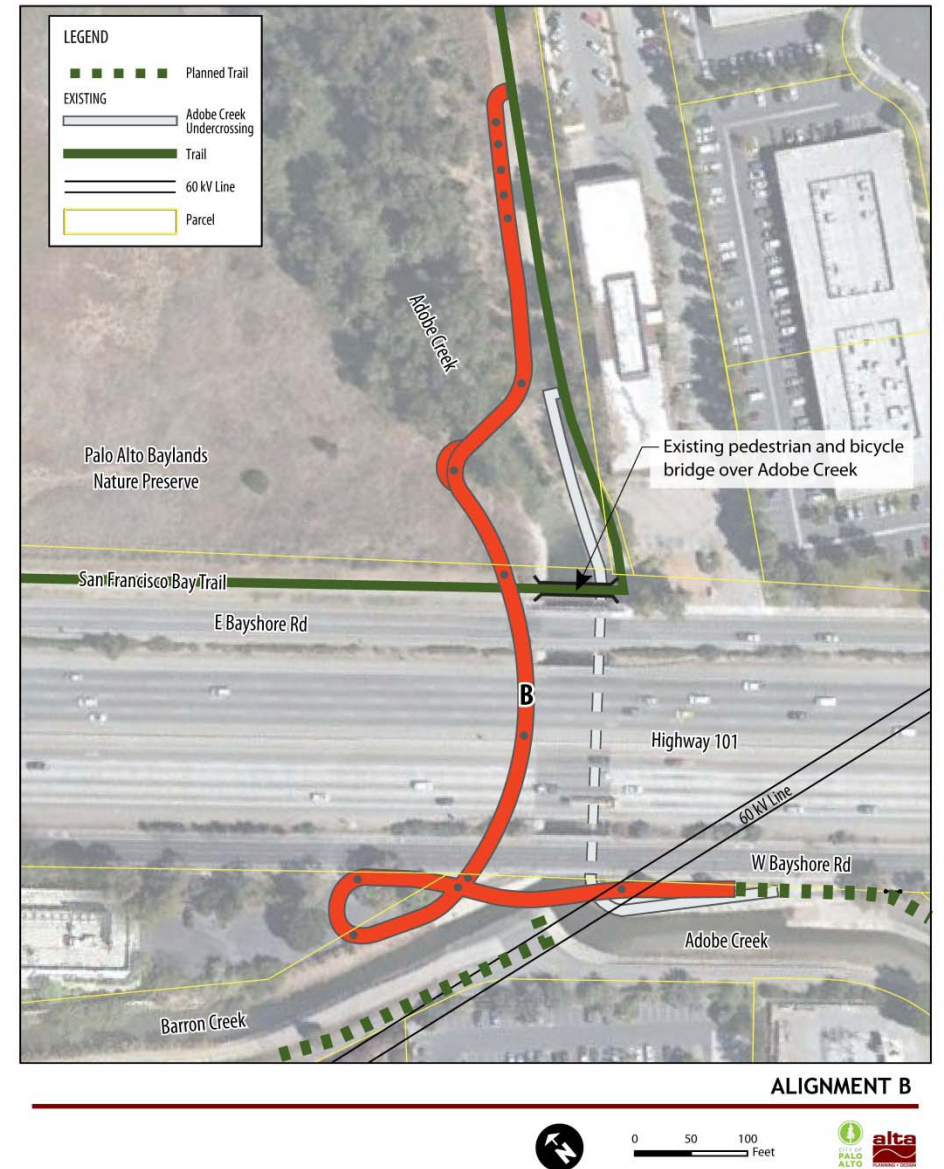 LEGEND
Planned Trail
EXISTING
Adobe Creek
Undercrossing
Trail
60 kV Line
Parcel
Adobe Creek
Existing pedestrian and bicycle
bridge over Adobe Creek
Palo Alto Baylands
Nature Preserve
San Francisco Bay Trail
E Bayshore Rd
B
Highway 101
60 kV Line
W Bayshore Rd
Adobe Creek
Barron Creek
ALIGNMENT B
N
0 50 100
Feet
CITY OF
PALO
ALTO
alta
PLANNING + DESIGN